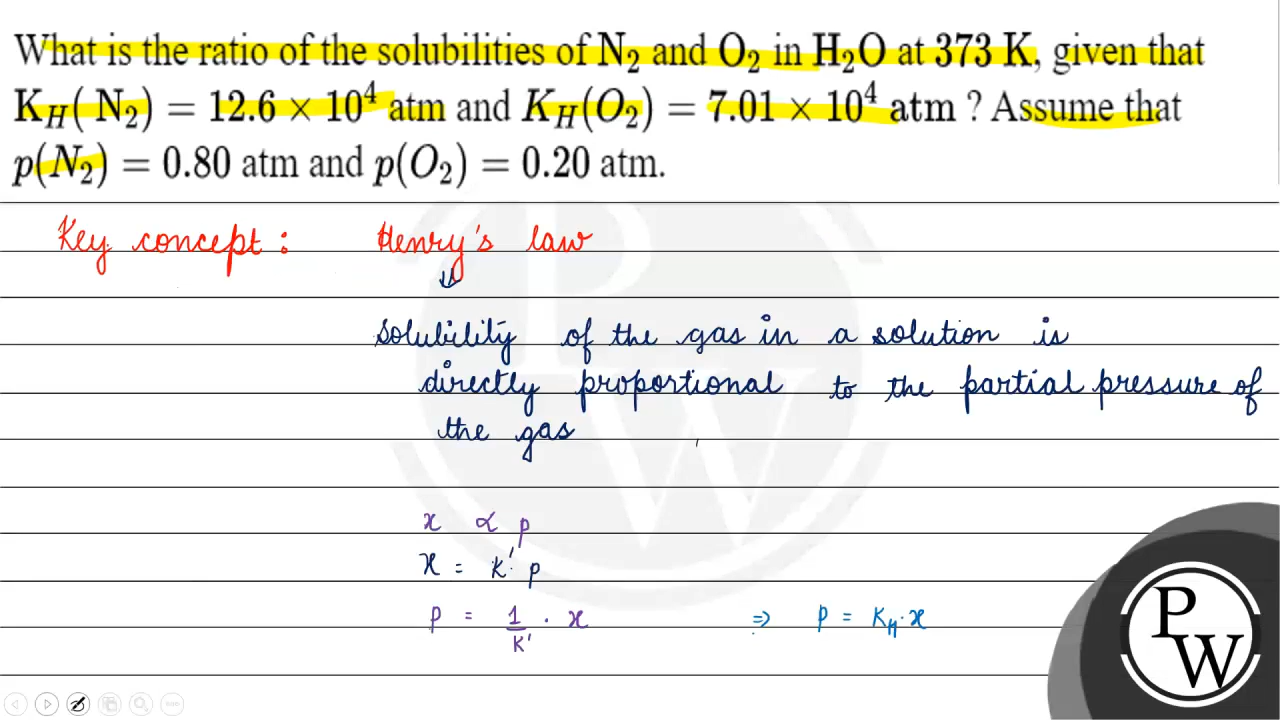 What is the ratio of the solubilities of N₂ and O₂ in H₂O at 373 K, given that
K_H(N₂) = 12.6 × 10⁴ atm and K_H(O₂) = 7.01 × 10⁴ atm ? Assume that
p(N₂) = 0.80 atm and p(O₂) = 0.20 atm.
Key concept : Henry's law
↓
Solubility of the gas in a solution is
directly proportional to the partial pressure of
the gas
x ∝ p
x = K' p
p = 1/K' · x ⇒ p = K_H · x
PW
PW